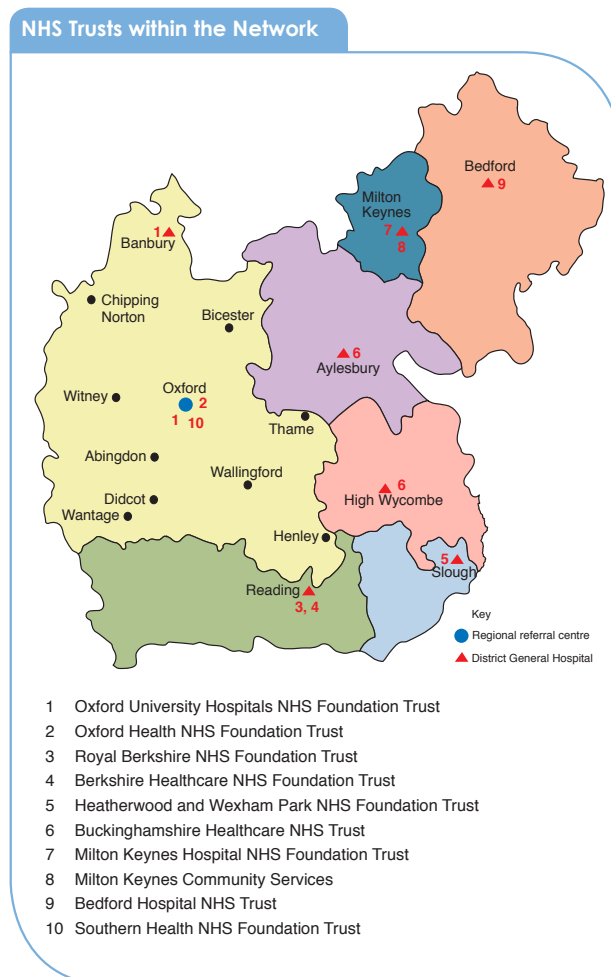 NHS Trusts within the Network
Bedford
9
Milton
Keynes
7
8
1
Banbury
Chipping
Norton
Bicester
6
Aylesbury
Witney
Oxford
2
1 10
Thame
Abingdon
Wallingford
6
High Wycombe
Didcot
Wantage
Henley
5
Slough
Reading
3, 4
Key
Regional referral centre
District General Hospital
1 Oxford University Hospitals NHS Foundation Trust
2 Oxford Health NHS Foundation Trust
3 Royal Berkshire NHS Foundation Trust
4 Berkshire Healthcare NHS Foundation Trust
5 Heatherwood and Wexham Park NHS Foundation Trust
6 Buckinghamshire Healthcare NHS Trust
7 Milton Keynes Hospital NHS Foundation Trust
8 Milton Keynes Community Services
9 Bedford Hospital NHS Trust
10 Southern Health NHS Foundation Trust